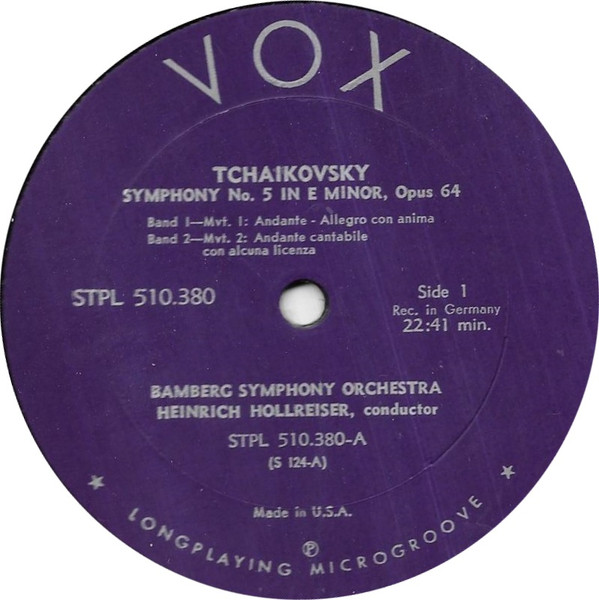 VOX
TCHAIKOVSKY
SYMPHONY No. 5 IN E MINOR, Opus 64
Band 1—Mvt. 1: Andante - Allegro con anima
Band 2—Mvt. 2: Andante cantabile
con alcuna licenza
STPL 510.380
Side 1
Rec. in Germany
22:41 min.
BAMBERG SYMPHONY ORCHESTRA
HEINRICH HOLLREISER, conductor
STPL 510.380-A
(S 124-A)
Made in U.S.A.
Ⓟ
★ LONGPLAYING MICROGROOVE ★